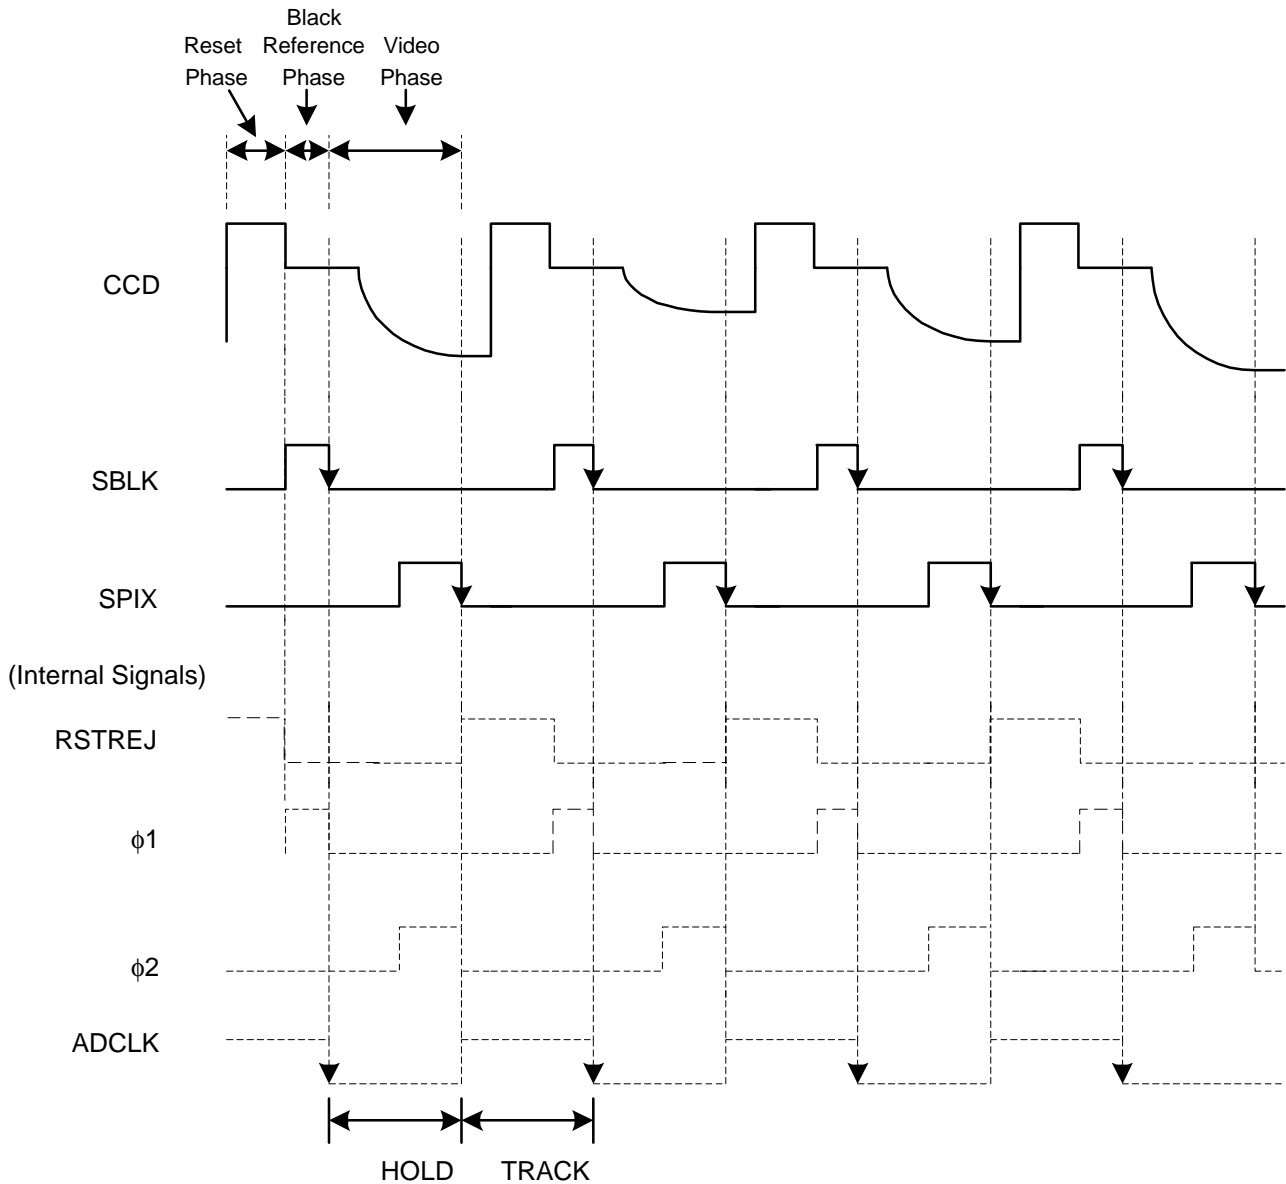 Black
Reset Reference Video
Phase Phase Phase
CCD
SBLK
SPIX
(Internal Signals)
RSTREJ
ϕ1
ϕ2
ADCLK
HOLD TRACK